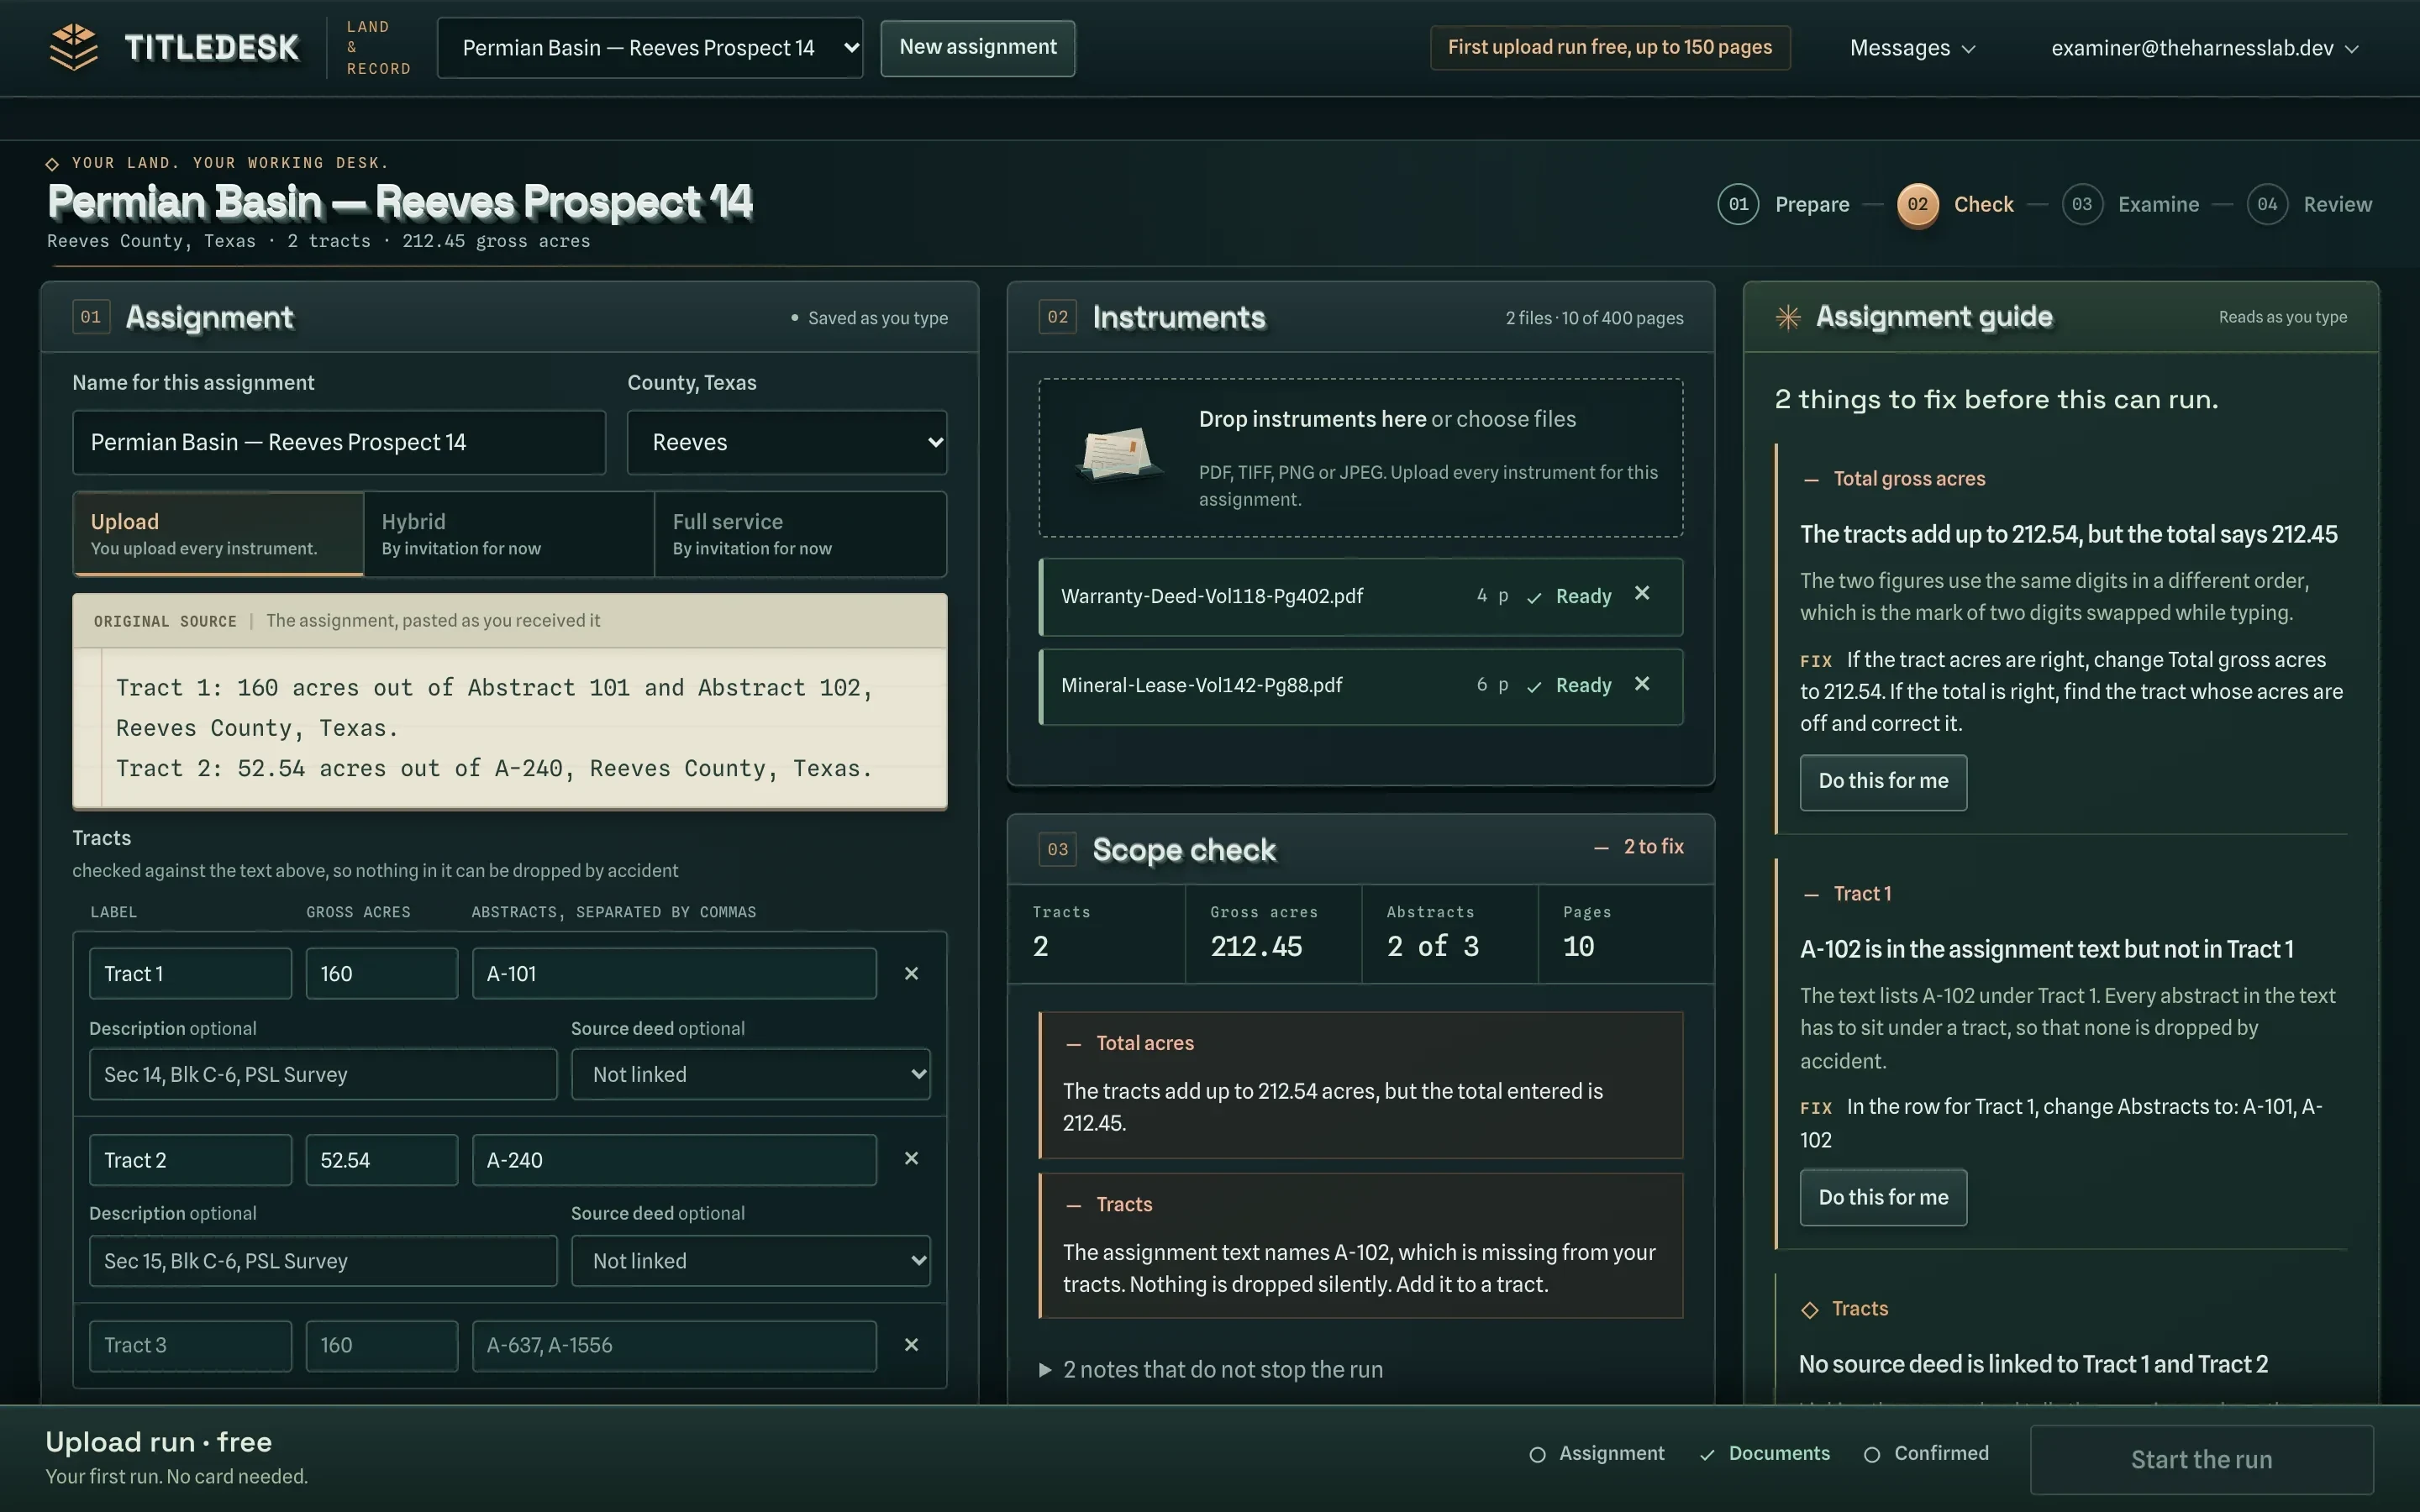 TITLEDESK
LAND
&
RECORD
Permian Basin — Reeves Prospect 14
New assignment
First upload run free, up to 150 pages
Messages
examiner@theharnesslab.dev
YOUR LAND. YOUR WORKING DESK.
Permian Basin — Reeves Prospect 14
Reeves County, Texas · 2 tracts · 212.45 gross acres
01 Prepare
02 Check
03 Examine
04 Review
01 Assignment
• Saved as you type
Name for this assignment
County, Texas
Permian Basin — Reeves Prospect 14
Reeves
Upload
You upload every instrument.
Hybrid
By invitation for now
Full service
By invitation for now
ORIGINAL SOURCE | The assignment, pasted as you received it
Tract 1: 160 acres out of Abstract 101 and Abstract 102,
Reeves County, Texas.
Tract 2: 52.54 acres out of A-240, Reeves County, Texas.
Tracts
checked against the text above, so nothing in it can be dropped by accident
LABEL
GROSS ACRES
ABSTRACTS, SEPARATED BY COMMAS
Tract 1
160
A-101
×
Description optional
Source deed optional
Sec 14, Blk C-6, PSL Survey
Not linked
Tract 2
52.54
A-240
×
Description optional
Source deed optional
Sec 15, Blk C-6, PSL Survey
Not linked
Tract 3
160
A-637, A-1556
×
02 Instruments
2 files · 10 of 400 pages
Drop instruments here or choose files
PDF, TIFF, PNG or JPEG. Upload every instrument for this
assignment.
Warranty-Deed-Vol118-Pg402.pdf 4 p ✓ Ready ×
Mineral-Lease-Vol142-Pg88.pdf 6 p ✓ Ready ×
03 Scope check
— 2 to fix
Tracts
2
Gross acres
212.45
Abstracts
2 of 3
Pages
10
— Total acres
The tracts add up to 212.54 acres, but the total entered is
212.45.
— Tracts
The assignment text names A-102, which is missing from your
tracts. Nothing is dropped silently. Add it to a tract.
▶ 2 notes that do not stop the run
Assignment guide
Reads as you type
2 things to fix before this can run.
— Total gross acres
The tracts add up to 212.54, but the total says 212.45
The two figures use the same digits in a different order,
which is the mark of two digits swapped while typing.
FIX If the tract acres are right, change Total gross acres
to 212.54. If the total is right, find the tract whose acres are
off and correct it.
Do this for me
— Tract 1
A-102 is in the assignment text but not in Tract 1
The text lists A-102 under Tract 1. Every abstract in the text
has to sit under a tract, so that none is dropped by
accident.
FIX In the row for Tract 1, change Abstracts to: A-101, A-
102
Do this for me
◇ Tracts
No source deed is linked to Tract 1 and Tract 2
Upload run · free
Your first run. No card needed.
Assignment
✓ Documents
Confirmed
Start the run